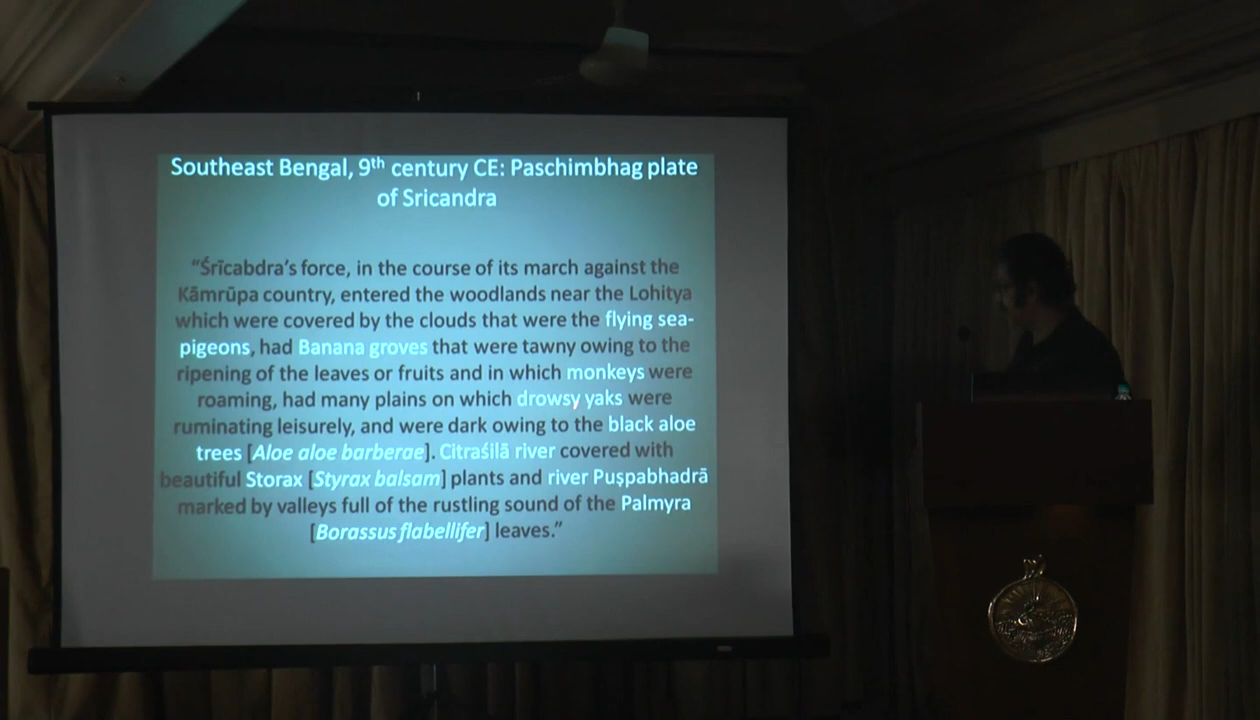 Southeast Bengal, 9th century CE: Paschimbhag plate
of Sricandra
“Śrīcabdra’s force, in the course of its march against the
Kāmrūpa country, entered the woodlands near the Lohitya
which were covered by the clouds that were the flying sea-
pigeons, had Banana groves that were tawny owing to the
ripening of the leaves or fruits and in which monkeys were
roaming, had many plains on which drowsy yaks were
ruminating leisurely, and were dark owing to the black aloe
trees [Aloe aloe barberae]. Citraśilā river covered with
beautiful Storax [Styrax balsam] plants and river Puṣpabhadrā
marked by valleys full of the rustling sound of the Palmyra
[Borassus flabellifer] leaves.”